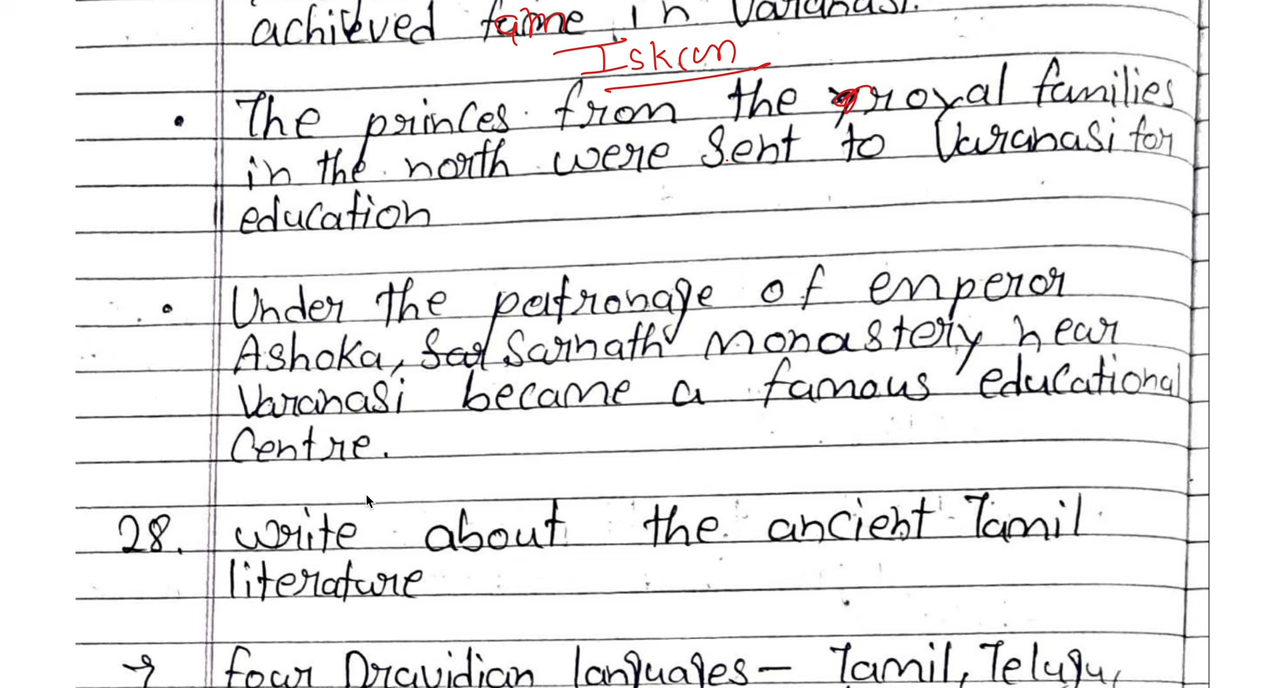 achieved fame in Varanasi.
Iskcon
• The princes from the royal families
in the north were sent to Varanasi for
education
• Under the patronage of emperor
Ashoka, Sarnath monastery near
Varanasi became a famous educational
Centre.
28. write about the ancient Tamil
literature
→ four Dravidian languages — Tamil, Telugu,